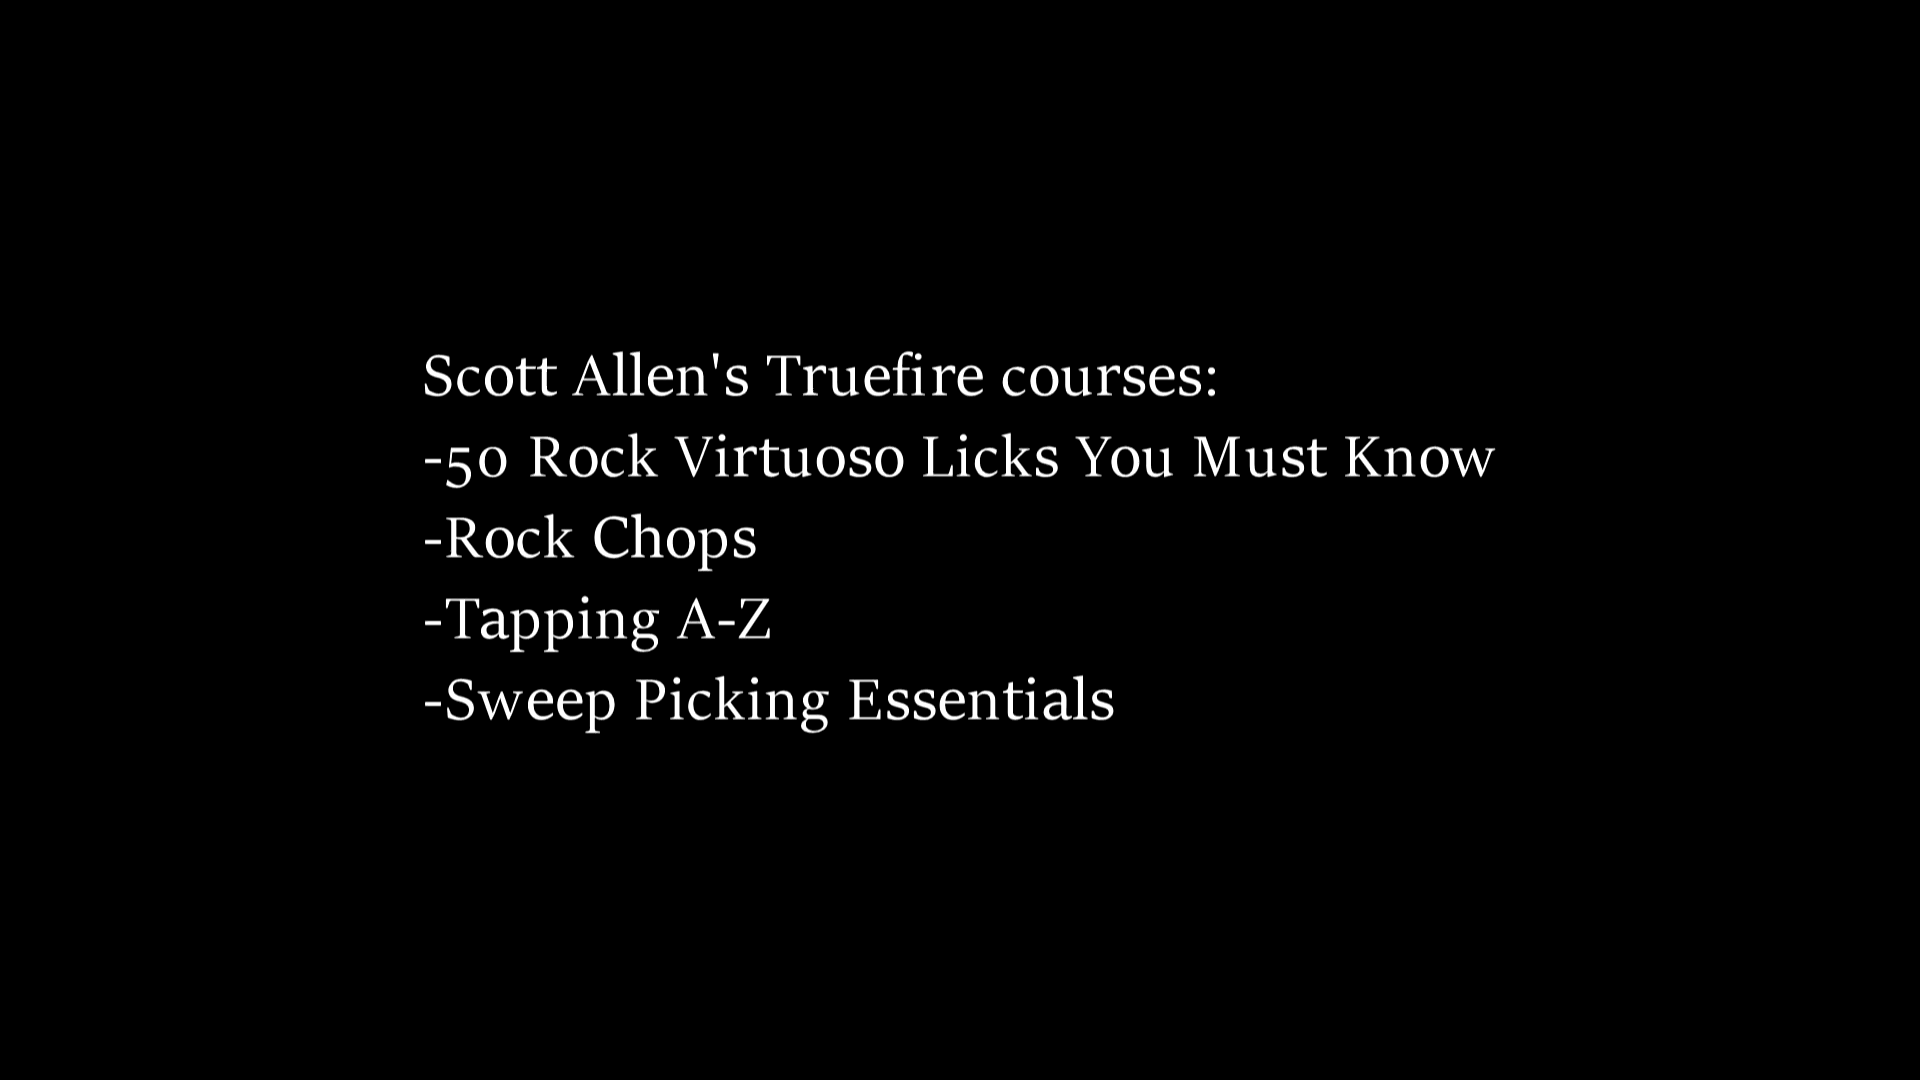 Scott Allen's Truefire courses:
-50 Rock Virtuoso Licks You Must Know
-Rock Chops
-Tapping A-Z
-Sweep Picking Essentials